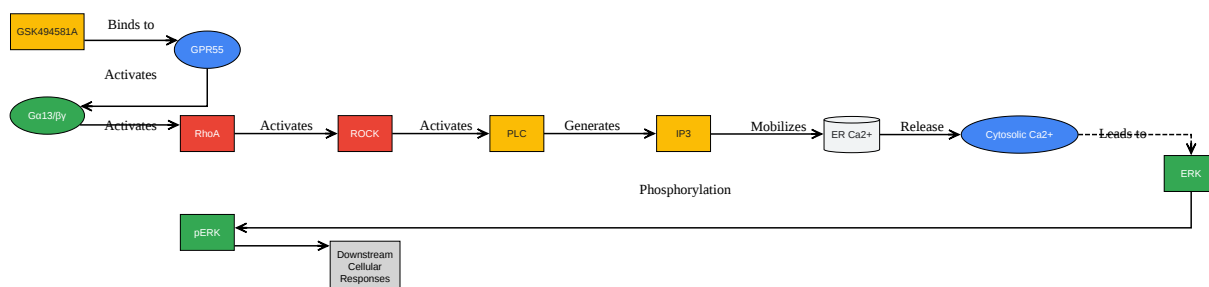 GSK494581A
Binds to
GPR55
Activates
Gα13/βγ
Activates
RhoA
Activates
ROCK
Activates
PLC
Generates
IP3
Mobilizes
ER Ca2+
Release
Cytosolic Ca2+
Leads to
ERK
Phosphorylation
pERK
Downstream
Cellular
Responses